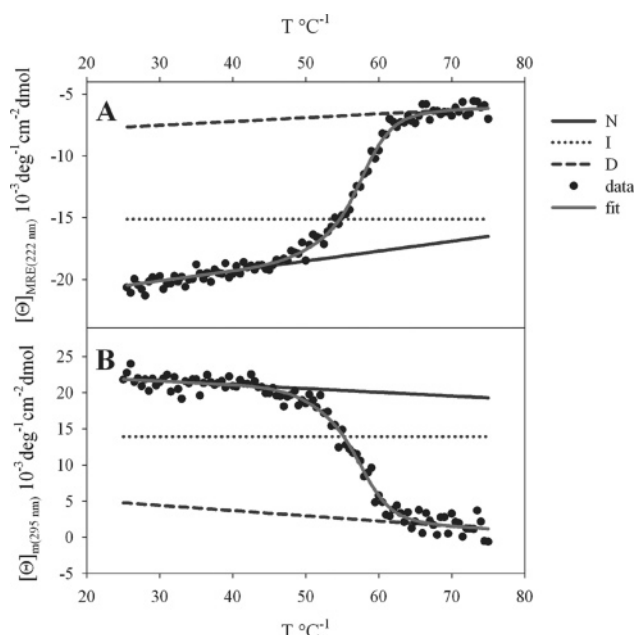 T °C⁻¹
20 30 40 50 60 70 80
A
-5
-10
-15
-20
[Θ]MRE(222 nm) 10⁻³deg⁻¹cm⁻²dmol
N
I
D
data
fit
B
25
20
15
10
5
0
-5
[Θ]m(295 nm) 10⁻³deg⁻¹cm⁻²dmol
20 30 40 50 60 70 80
T °C⁻¹